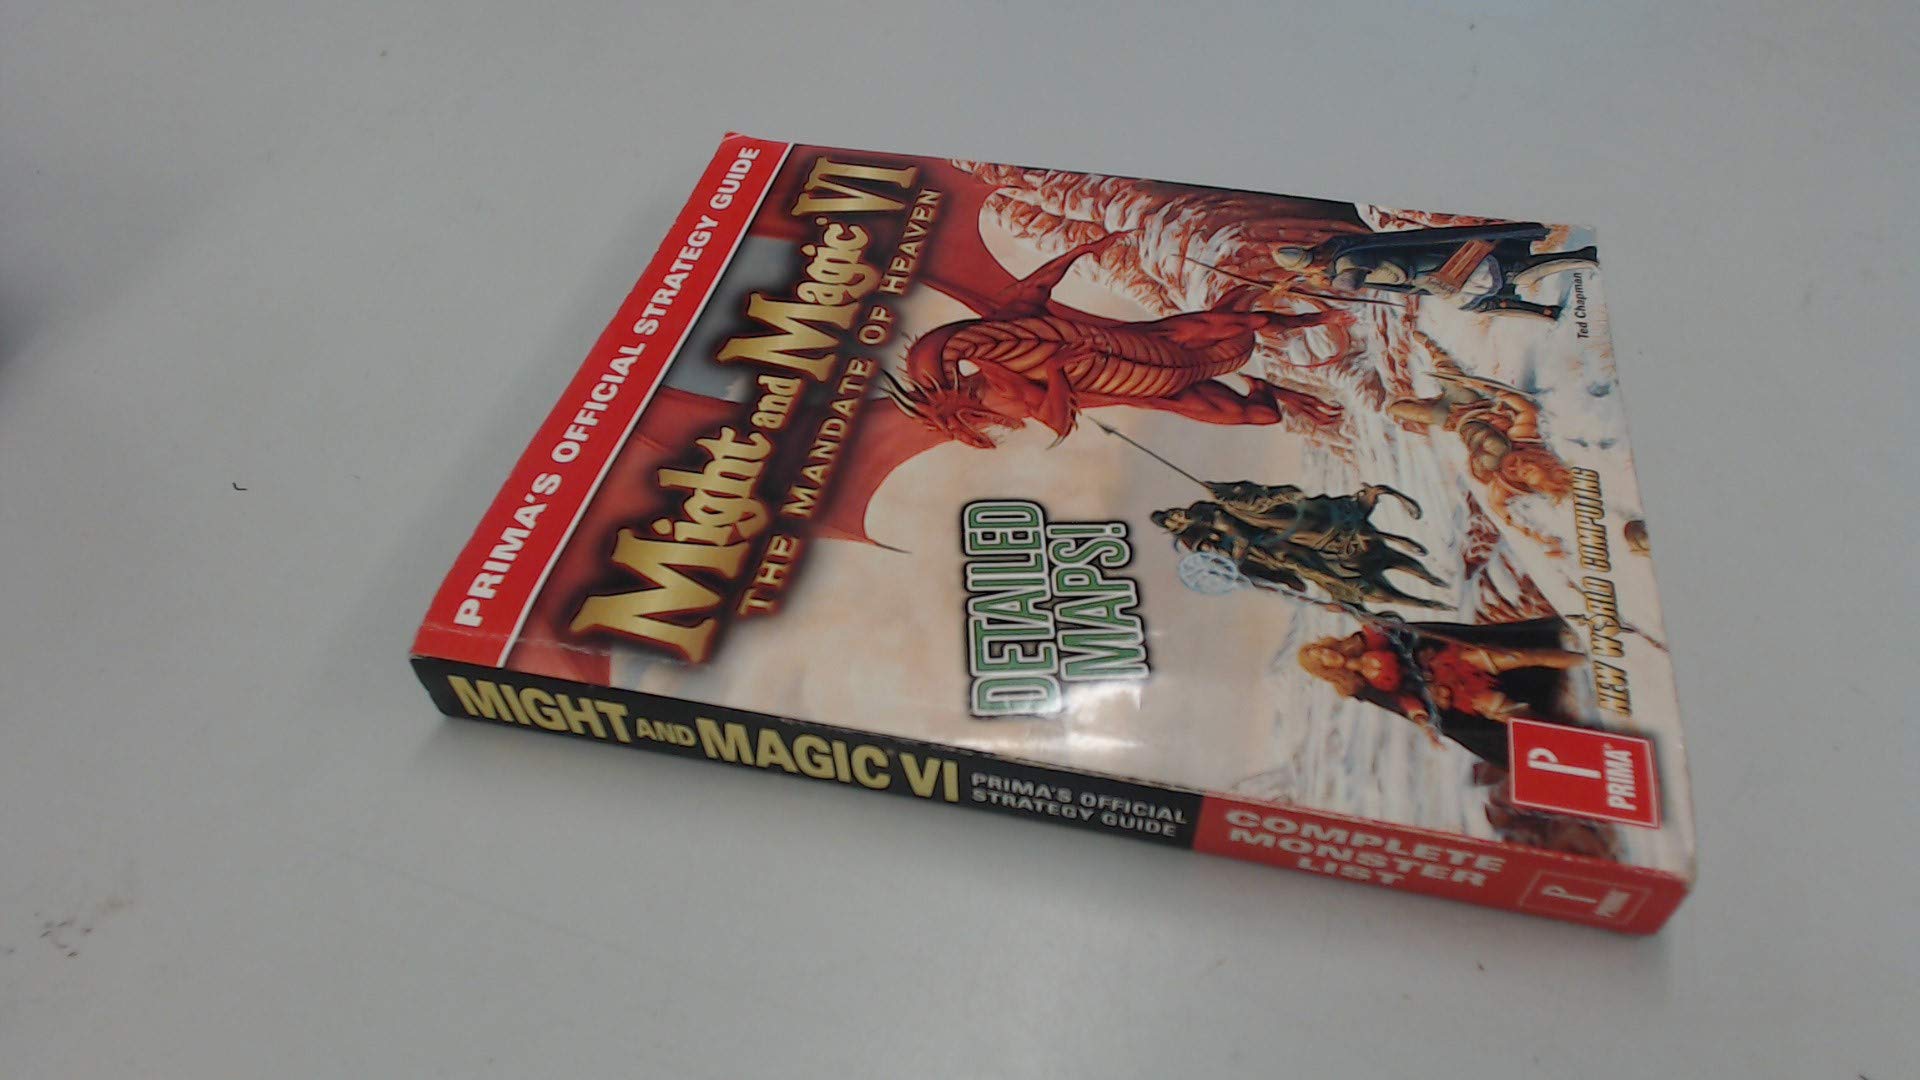 PRIMA'S OFFICIAL STRATEGY GUIDE
Might and Magic® VI
THE MANDATE OF HEAVEN
DETAILED
MAPS!
Ted Chapman
NEW WORLD COMPUTING
P
PRIMA®
MIGHT AND MAGIC® VI
PRIMA'S OFFICIAL
STRATEGY GUIDE
COMPLETE
MONSTER
LIST
P
PRIMA